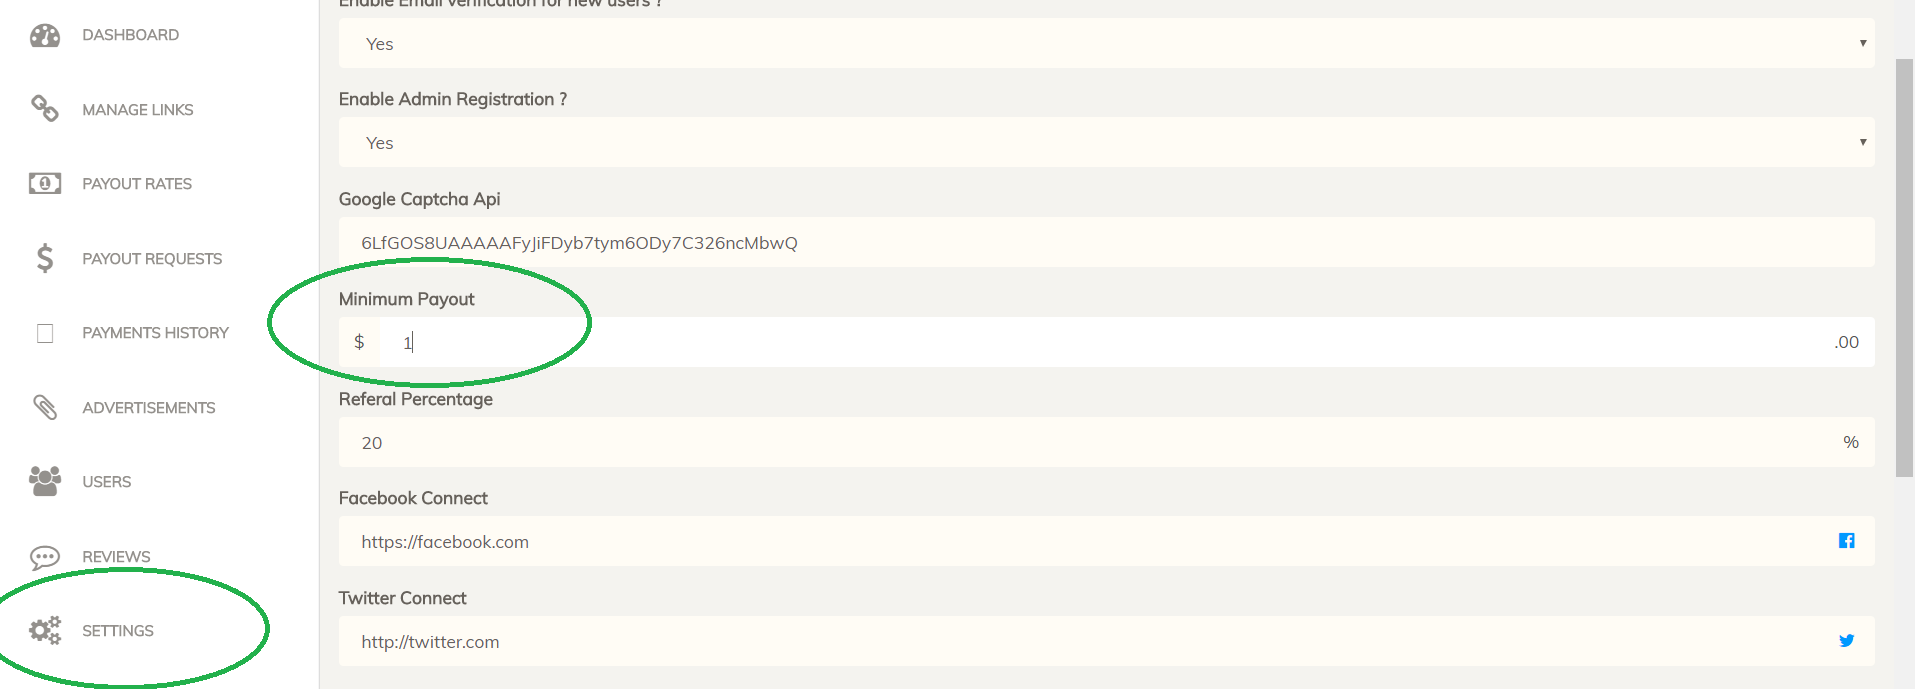 DASHBOARD
MANAGE LINKS
PAYOUT RATES
PAYOUT REQUESTS
PAYMENTS HISTORY
ADVERTISEMENTS
USERS
REVIEWS
SETTINGS
Enable Email verification for new users ?
Yes
Enable Admin Registration ?
Yes
Google Captcha Api
6LfGOS8UAAAAAFyJiFDyb7tym6ODy7C326ncMbwQ
Minimum Payout
$ 1 .00
Referal Percentage
20 %
Facebook Connect
https://facebook.com
Twitter Connect
http://twitter.com